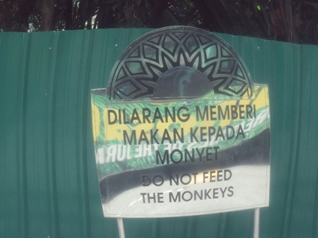 DILARANG MEMBERI
MAKAN KEPADA
MONYET
DO NOT FEED
THE MONKEYS